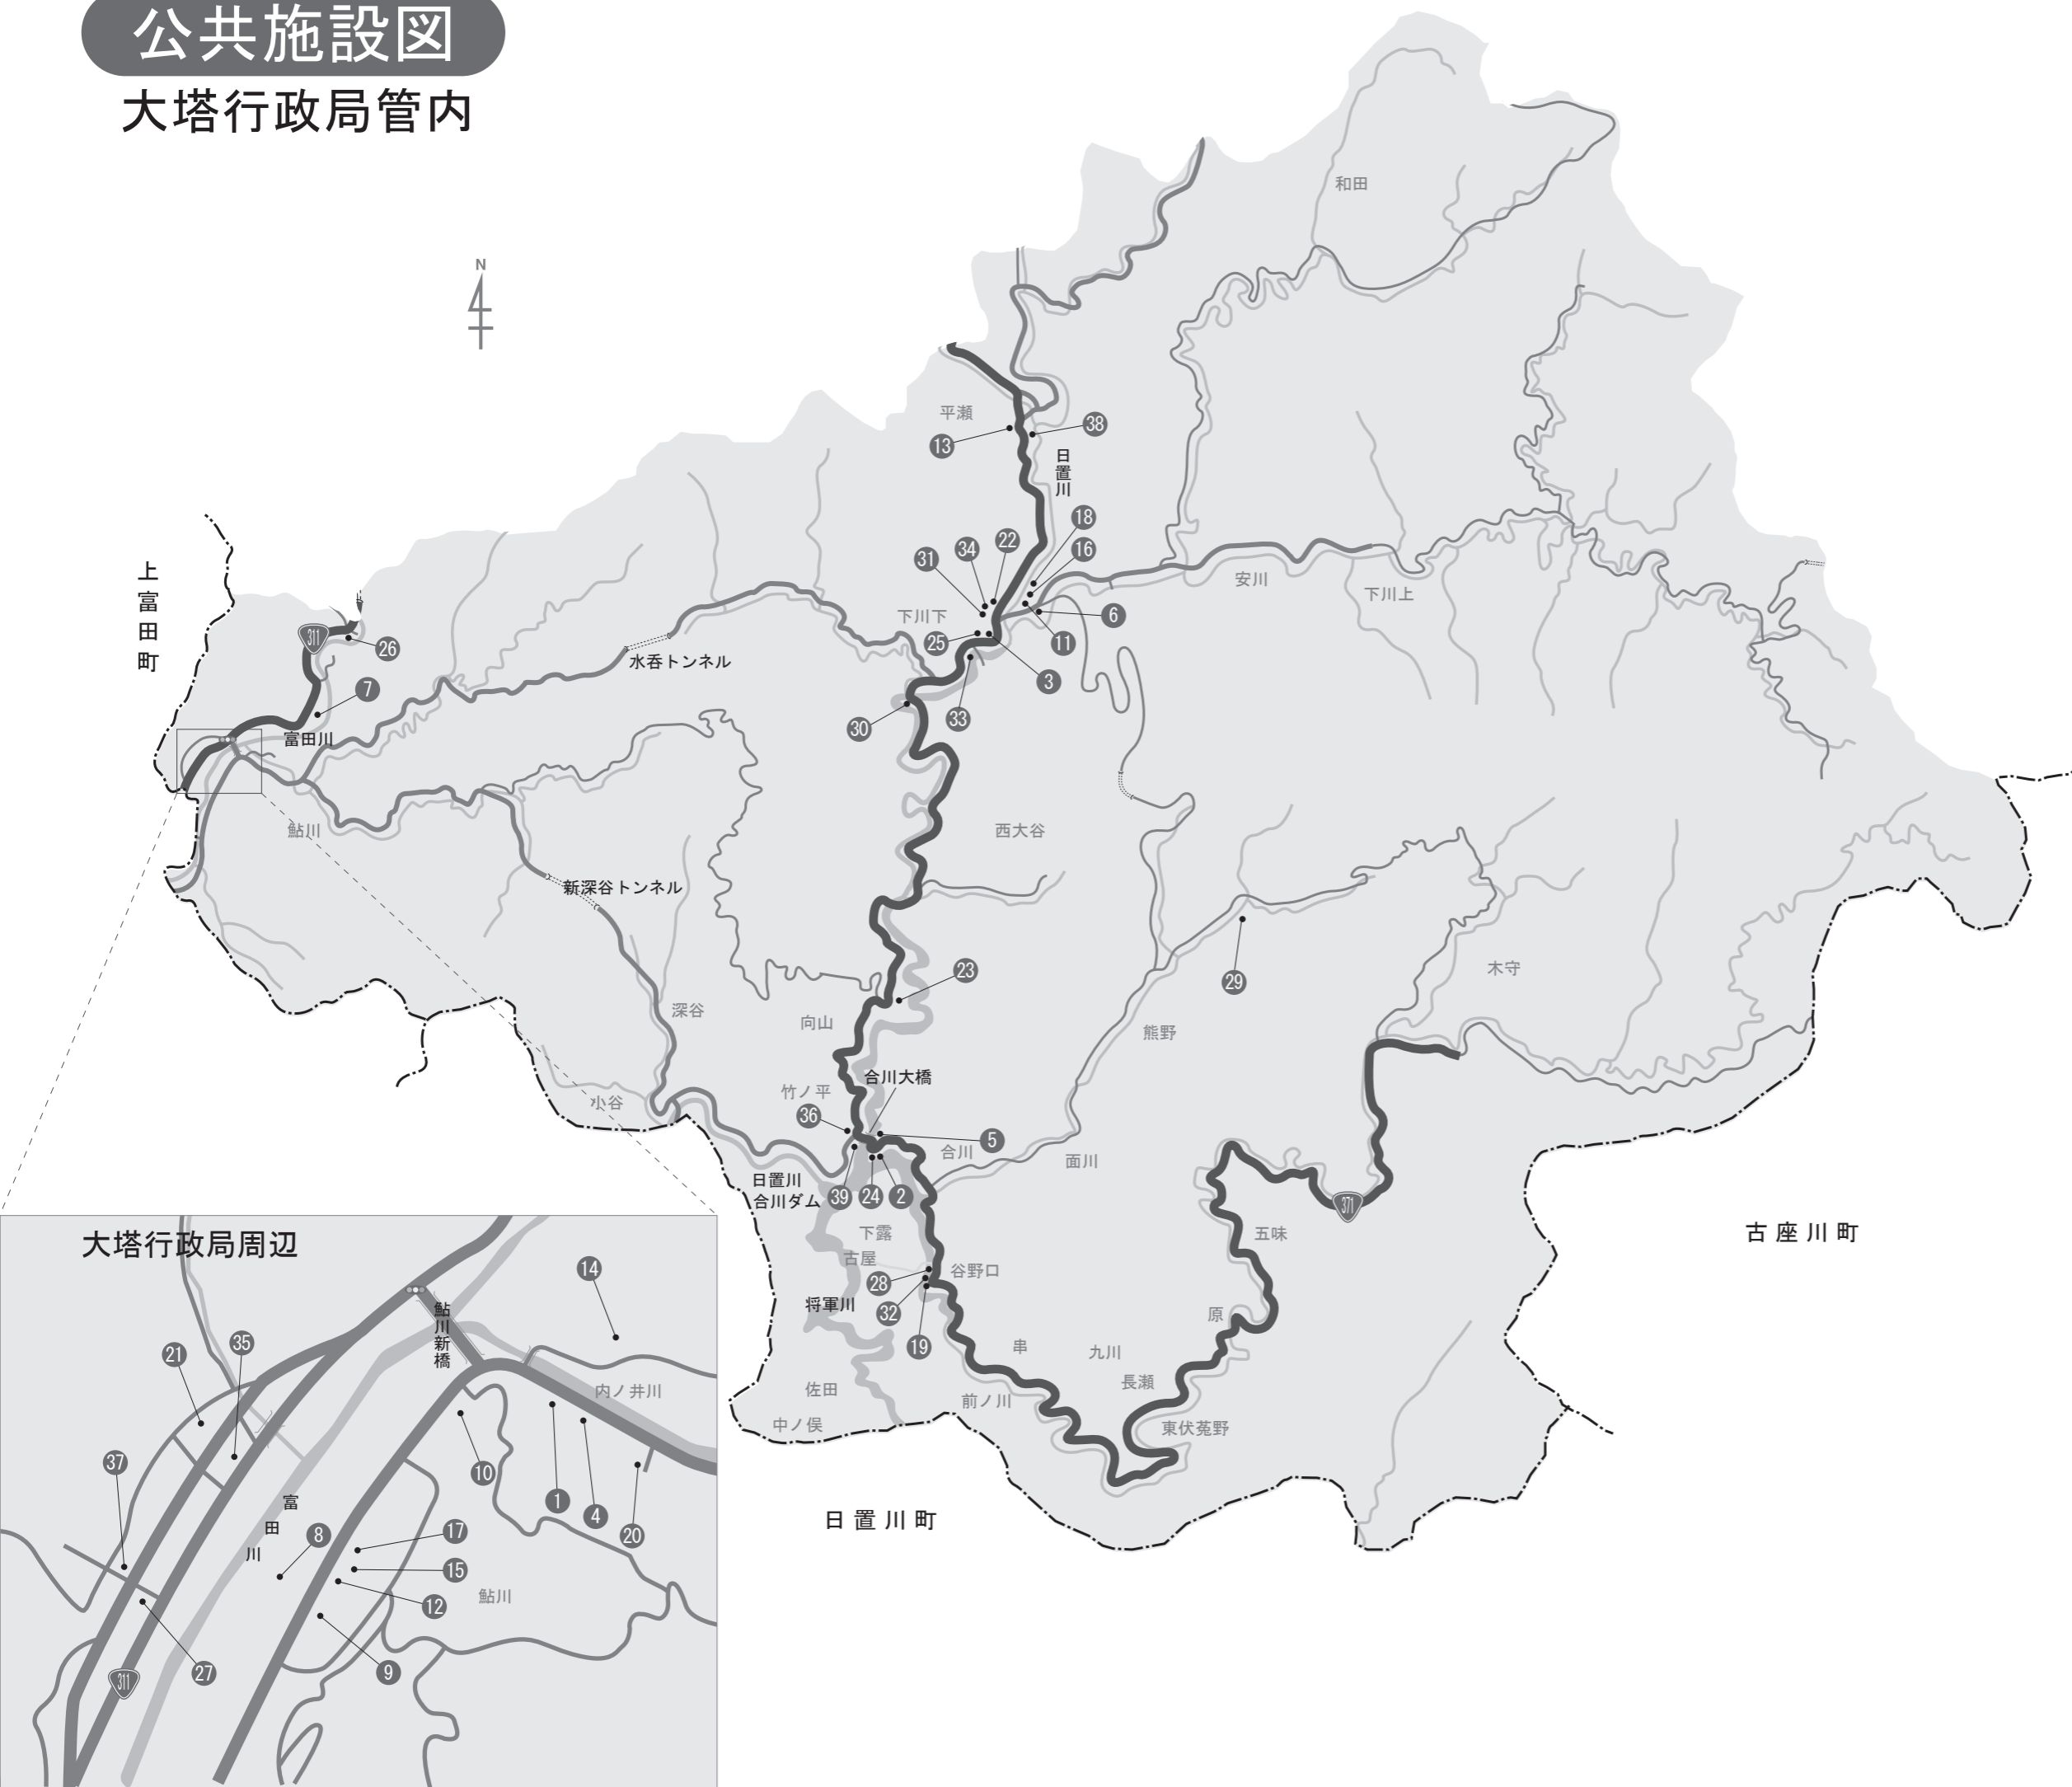 公共施設図
大塔行政局管内
N
和田
平瀬
13
38
日置川
18
22
34
31
16
安川
下川上
下川下
6
25
11
3
33
30
上富田町
311
26
7
水呑トンネル
富田川
鮎川
新深谷トンネル
西大谷
23
29
木守
深谷
向山
熊野
合川大橋
竹ノ平
小谷
36
5
合川
面川
日置川
合川ダム
39
24
2
371
下露
古屋
五味
古座川町
28
谷野口
将軍川
32
原
19
串
九川
長瀬
佐田
前ノ川
中ノ俣
東伏菟野
日置川町
大塔行政局周辺
14
鮎川新橋
35
21
内ノ井川
37
10
1
4
20
富田川
8
17
15
12
鮎川
27
9
311